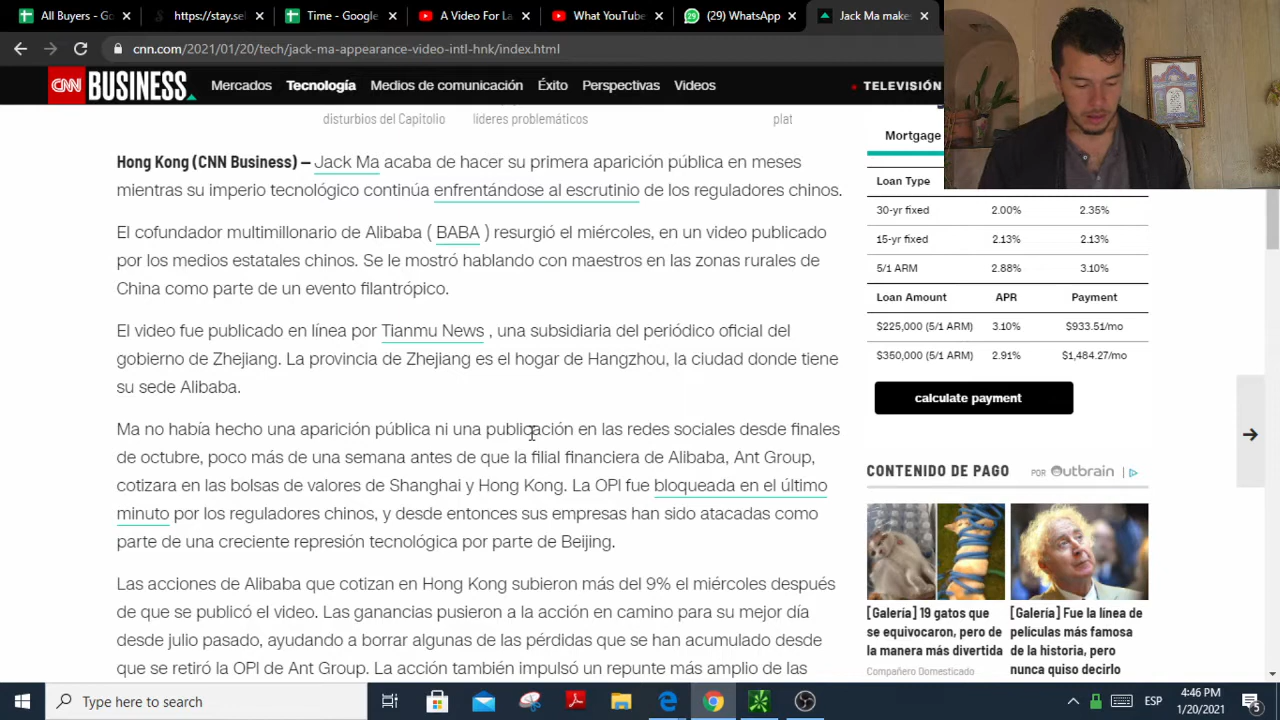 All Buyers - Go
https://stay.se
Time - Google
A Video For La
What YouTube
(29) WhatsApp
Jack Ma makes
cnn.com/2021/01/20/tech/jack-ma-appearance-video-intl-hnk/index.html
CNN BUSINESS Mercados Tecnología Medios de comunicación Éxito Perspectivas Videos TELEVISIÓN
disturbios del Capitolio líderes problemáticos plat
Hong Kong (CNN Business) — Jack Ma acaba de hacer su primera aparición pública en meses
mientras su imperio tecnológico continúa enfrentándose al escrutinio de los reguladores chinos.
El cofundador multimillonario de Alibaba ( BABA ) resurgió el miércoles, en un video publicado
por los medios estatales chinos. Se le mostró hablando con maestros en las zonas rurales de
China como parte de un evento filantrópico.
El video fue publicado en línea por Tianmu News , una subsidiaria del periódico oficial del
gobierno de Zhejiang. La provincia de Zhejiang es el hogar de Hangzhou, la ciudad donde tiene
su sede Alibaba.
Ma no había hecho una aparición pública ni una publicación en las redes sociales desde finales
de octubre, poco más de una semana antes de que la filial financiera de Alibaba, Ant Group,
cotizara en las bolsas de valores de Shanghai y Hong Kong. La OPI fue bloqueada en el último
minuto por los reguladores chinos, y desde entonces sus empresas han sido atacadas como
parte de una creciente represión tecnológica por parte de Beijing.
Las acciones de Alibaba que cotizan en Hong Kong subieron más del 9% el miércoles después
de que se publicó el video. Las ganancias pusieron a la acción en camino para su mejor día
desde julio pasado, ayudando a borrar algunas de las pérdidas que se han acumulado desde
que se retiró la OPI de Ant Group. La acción también impulsó un repunte más amplio de las
Mortgage
Loan Type
30-yr fixed 2.00% 2.35%
15-yr fixed 2.13% 2.13%
5/1 ARM 2.88% 3.10%
Loan Amount APR Payment
$225,000 (5/1 ARM) 3.10% $933.51/mo
$350,000 (5/1 ARM) 2.91% $1,484.27/mo
calculate payment
CONTENIDO DE PAGO POR Outbrain
[Galería] 19 gatos que
se equivocaron, pero de
la manera más divertida
Compañero Domesticado
[Galería] Fue la línea de
películas más famosa
de la historia, pero
nunca quiso decirlo
Type here to search
ESP
4:46 PM
1/20/2021
5